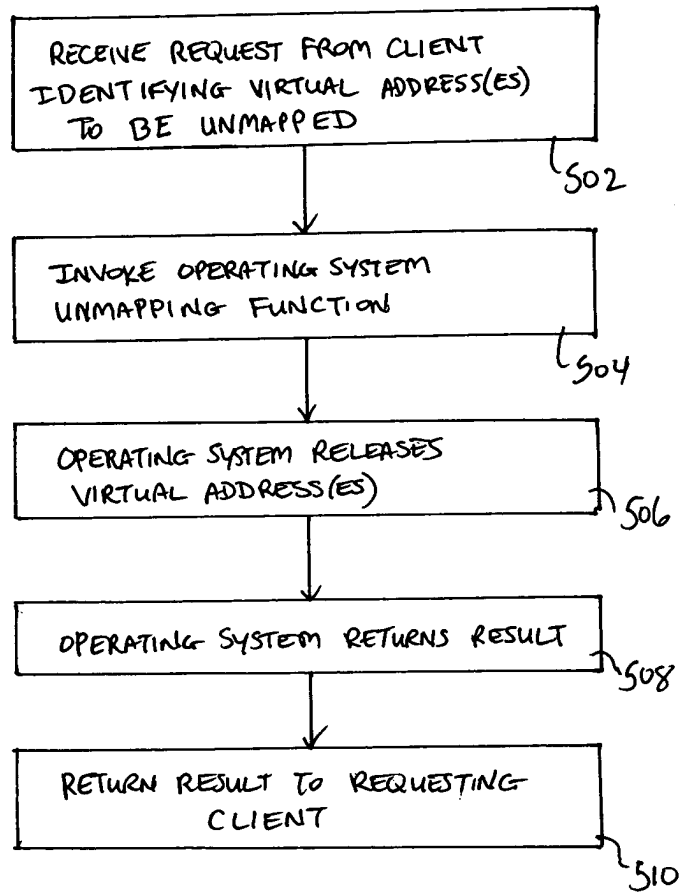 RECEIVE REQUEST FROM CLIENT
IDENTIFYING VIRTUAL ADDRESS(ES)
TO BE UNMAPPED
502
INVOKE OPERATING SYSTEM
UNMAPPING FUNCTION
504
OPERATING SYSTEM RELEASES
VIRTUAL ADDRESS(ES)
506
OPERATING SYSTEM RETURNS RESULT
508
RETURN RESULT TO REQUESTING
CLIENT
510